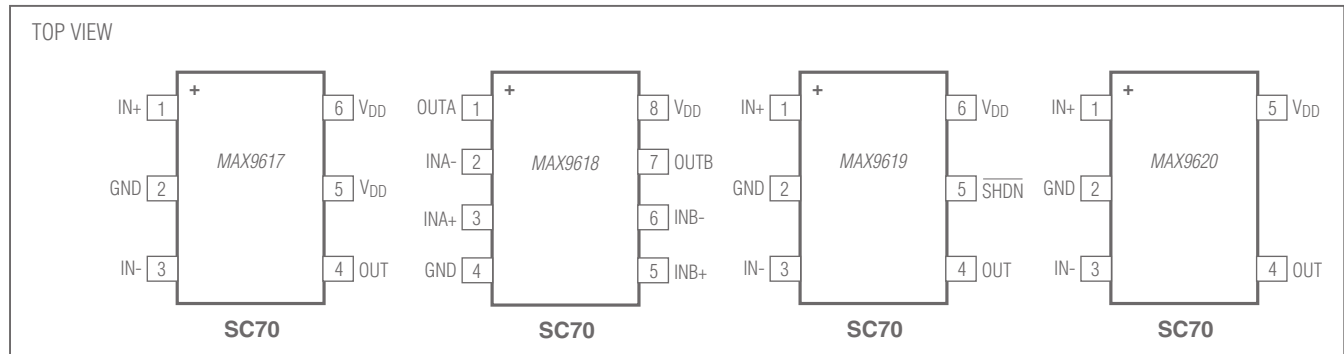 TOP VIEW
+
IN+ 1
6 VDD
MAX9617
GND 2
5 VDD
IN- 3
4 OUT
SC70
+
OUTA 1
8 VDD
INA- 2
7 OUTB
MAX9618
INA+ 3
6 INB-
GND 4
5 INB+
SC70
+
IN+ 1
6 VDD
MAX9619
GND 2
5 SHDN
IN- 3
4 OUT
SC70
+
IN+ 1
5 VDD
MAX9620
GND 2
IN- 3
4 OUT
SC70